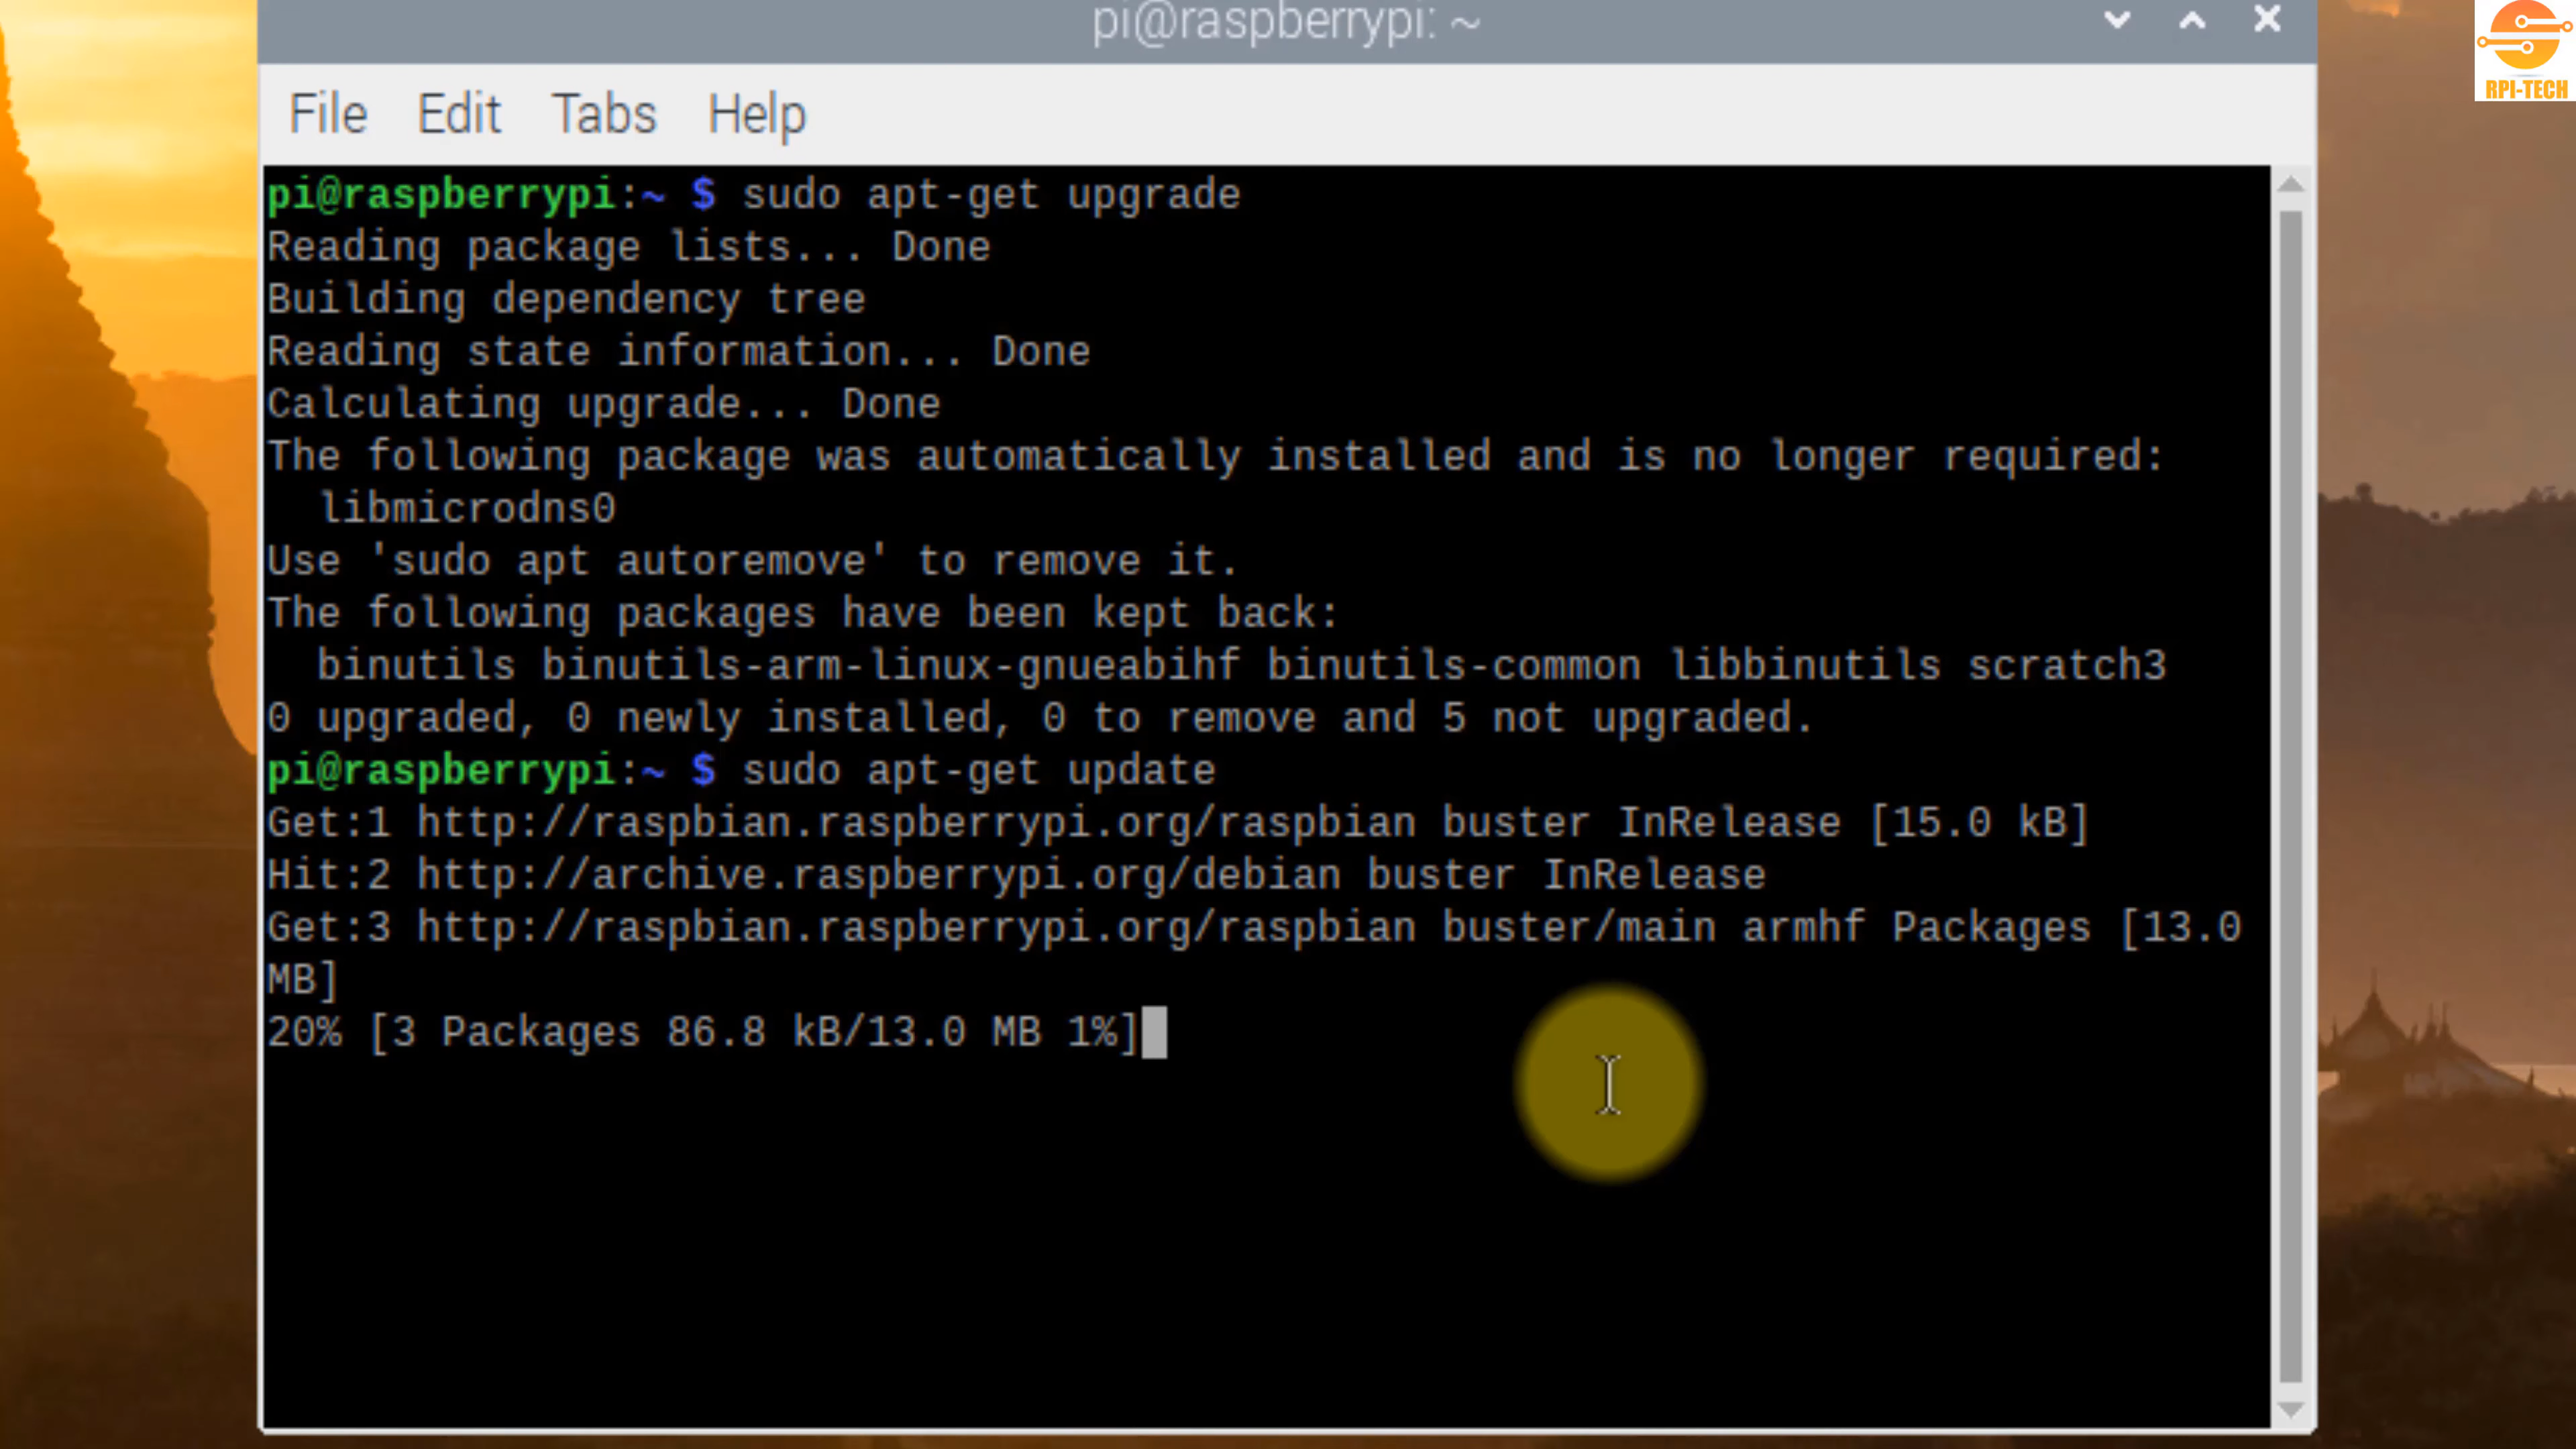 pi@raspberrypi: ~
RPI-TECH
File Edit Tabs Help
pi@raspberrypi:~ $ sudo apt-get upgrade
Reading package lists... Done
Building dependency tree
Reading state information... Done
Calculating upgrade... Done
The following package was automatically installed and is no longer required:
  libmicrodns0
Use 'sudo apt autoremove' to remove it.
The following packages have been kept back:
  binutils binutils-arm-linux-gnueabihf binutils-common libbinutils scratch3
0 upgraded, 0 newly installed, 0 to remove and 5 not upgraded.
pi@raspberrypi:~ $ sudo apt-get update
Get:1 http://raspbian.raspberrypi.org/raspbian buster InRelease [15.0 kB]
Hit:2 http://archive.raspberrypi.org/debian buster InRelease
Get:3 http://raspbian.raspberrypi.org/raspbian buster/main armhf Packages [13.0
MB]
20% [3 Packages 86.8 kB/13.0 MB 1%]